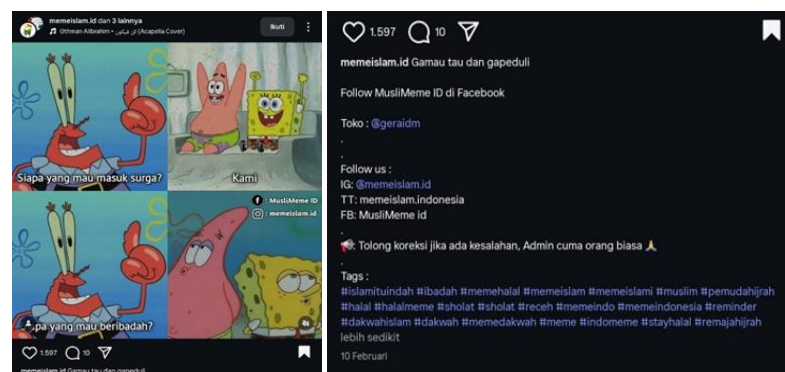 memeislam.id dan 3 lainnya
Othman Alibrahim • كن فيكون (Acapella Cover)
Ikuti
Siapa yang mau masuk surga?
Kami
: MusliMeme ID
: memeislam.id
pa yang mau beribadah?
1.597 10
memeislam.id Gamau tau dan gapeduli
1.597 10
memeislam.id Gamau tau dan gapeduli
Follow MusliMeme ID di Facebook
Toko : @geraidm
.
.
Follow us :
IG: @memeislam.id
TT: memeislam.indonesia
FB: MusliMeme id
.
: Tolong koreksi jika ada kesalahan, Admin cuma orang biasa 🙏
.
Tags :
#islamituindah #ibadah #memehalal #memeislam #memeislami #muslim #pemudahijrah
#halal #halalmeme #sholat #sholat #receh #memeindo #memeindonesia #reminder
#dakwahislam #dakwah #memedakwah #meme #indomeme #stayhalal #remajahijrah
lebih sedikit
10 Februari